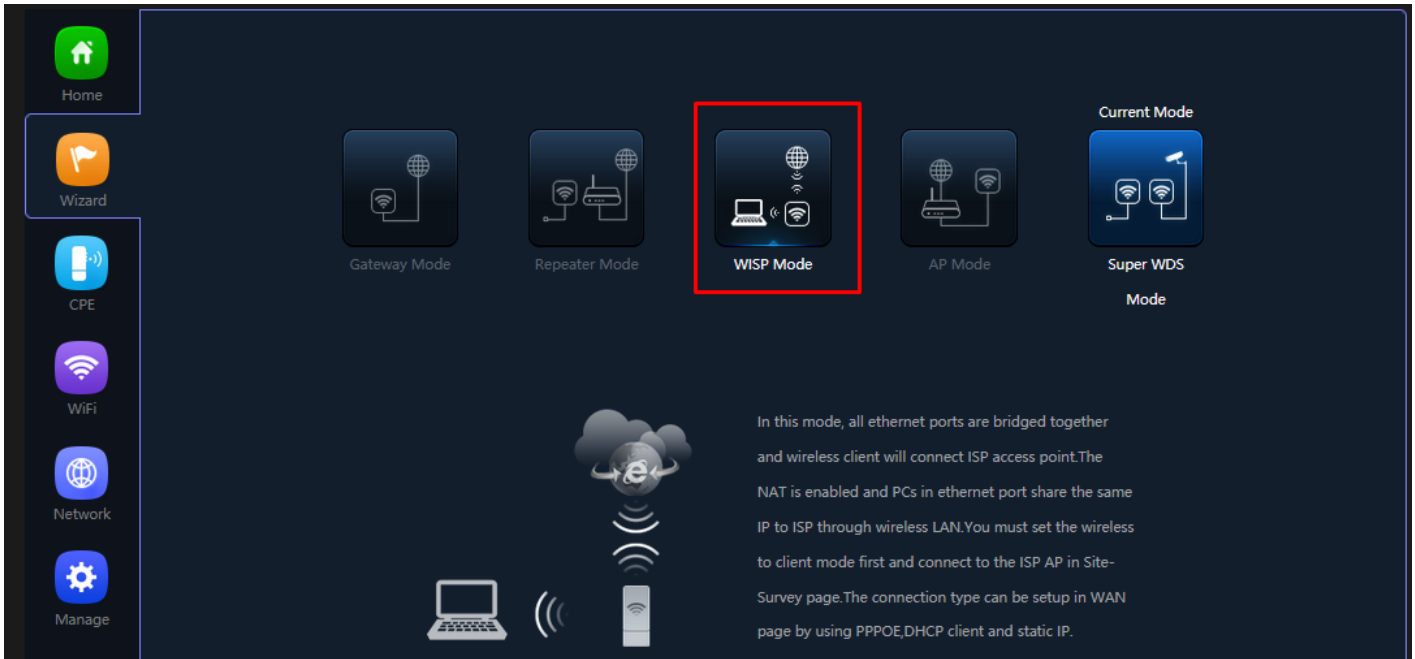 Home
Wizard
CPE
WiFi
Network
Manage
Current Mode
Gateway Mode
Repeater Mode
WISP Mode
AP Mode
Super WDS
Mode
In this mode, all ethernet ports are bridged together
and wireless client will connect ISP access point.The
NAT is enabled and PCs in ethernet port share the same
IP to ISP through wireless LAN.You must set the wireless
to client mode first and connect to the ISP AP in Site-
Survey page.The connection type can be setup in WAN
page by using PPPOE,DHCP client and static IP.